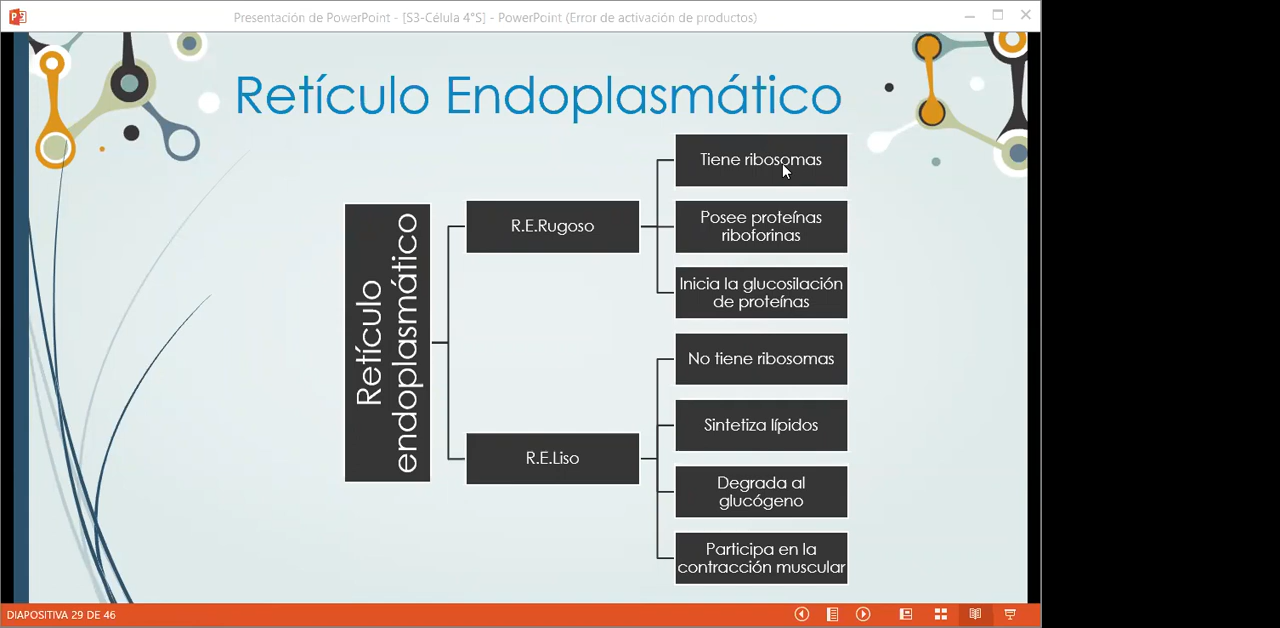 Presentación de PowerPoint - [S3-Célula 4°S] - PowerPoint (Error de activación de productos)
Retículo Endoplasmático
Retículo
endoplasmático
R.E.Rugoso
Tiene ribosomas
Posee proteínas
riboforinas
Inicia la glucosilación
de proteínas
R.E.Liso
No tiene ribosomas
Sintetiza lípidos
Degrada al
glucógeno
Participa en la
contracción muscular
DIAPOSITIVA 29 DE 46